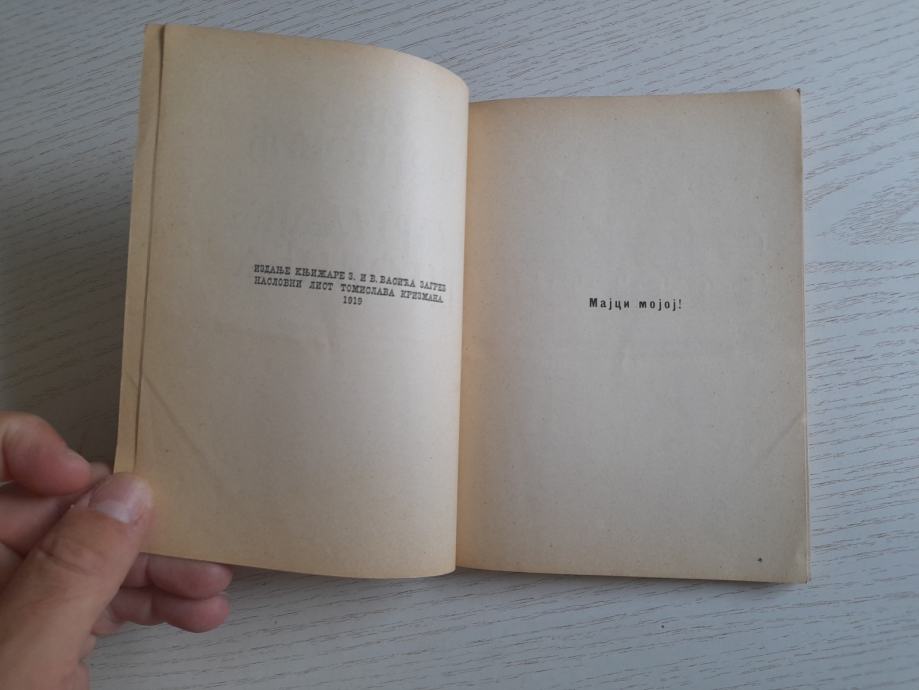 ИЗДАЊЕ КЊИЖАРЕ З. И В. ВАСИЋА ЗАГРЕБ
НАСЛОВНИ ЛИСТ ТОМИСЛАВА КРИЗМАНА
1919
Мајци мојој!